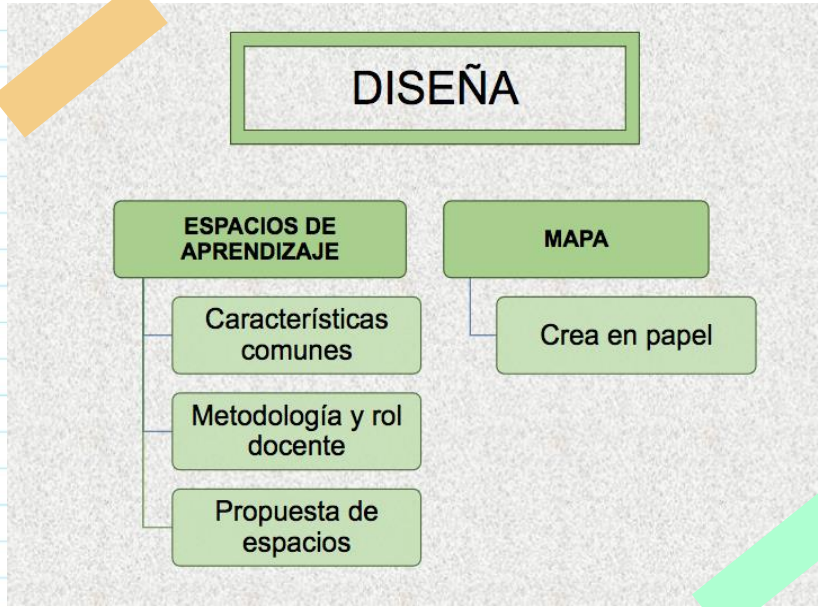 DISEÑA
ESPACIOS DE
APRENDIZAJE
Características
comunes
Metodología y rol
docente
Propuesta de
espacios
MAPA
Crea en papel